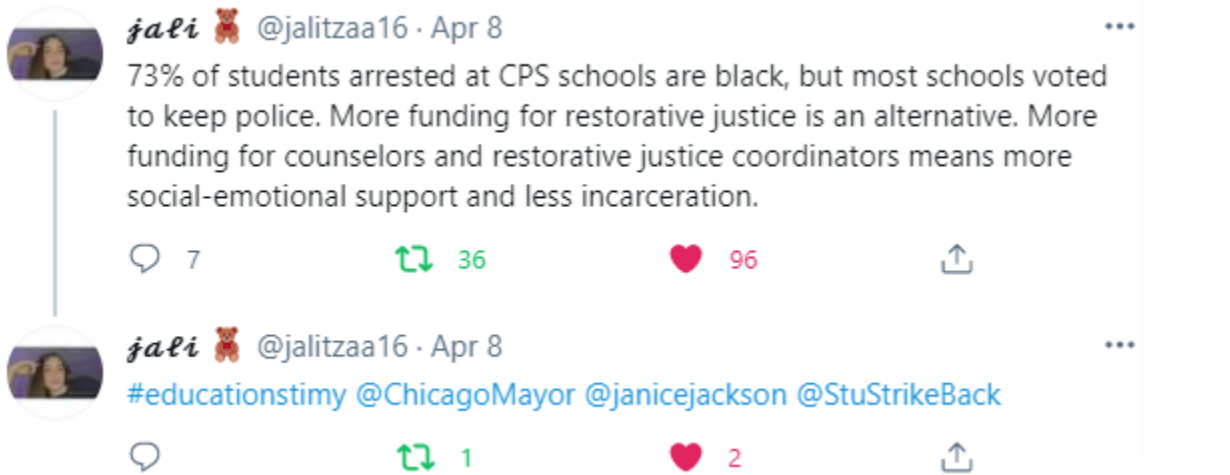 𝓳𝓪𝓵𝓲 🧸 @jalitzaa16 · Apr 8
73% of students arrested at CPS schools are black, but most schools voted
to keep police. More funding for restorative justice is an alternative. More
funding for counselors and restorative justice coordinators means more
social-emotional support and less incarceration.
7 36 96
𝓳𝓪𝓵𝓲 🧸 @jalitzaa16 · Apr 8
#educationstimy @ChicagoMayor @janicejackson @StuStrikeBack
1 2